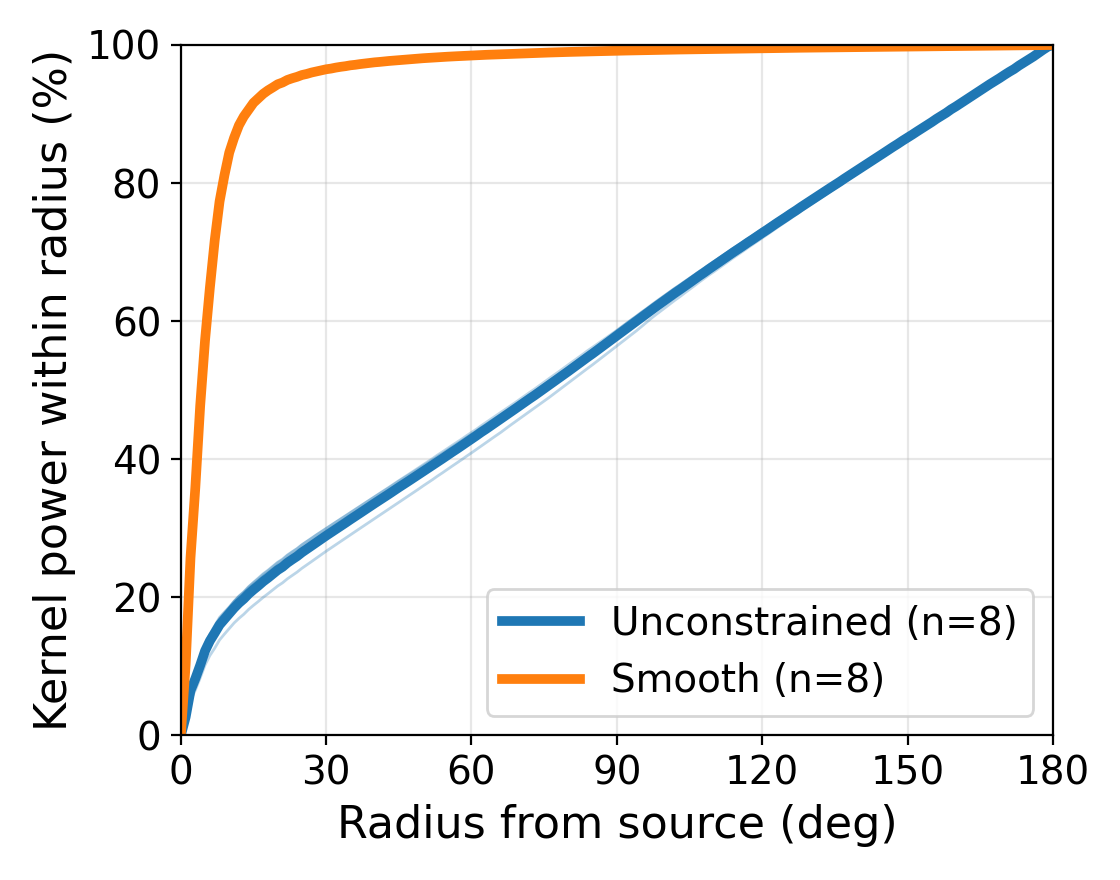 Kernel power within radius (%)
100
80
60
40
20
0
Unconstrained (n=8)
Smooth (n=8)
0 30 60 90 120 150 180
Radius from source (deg)